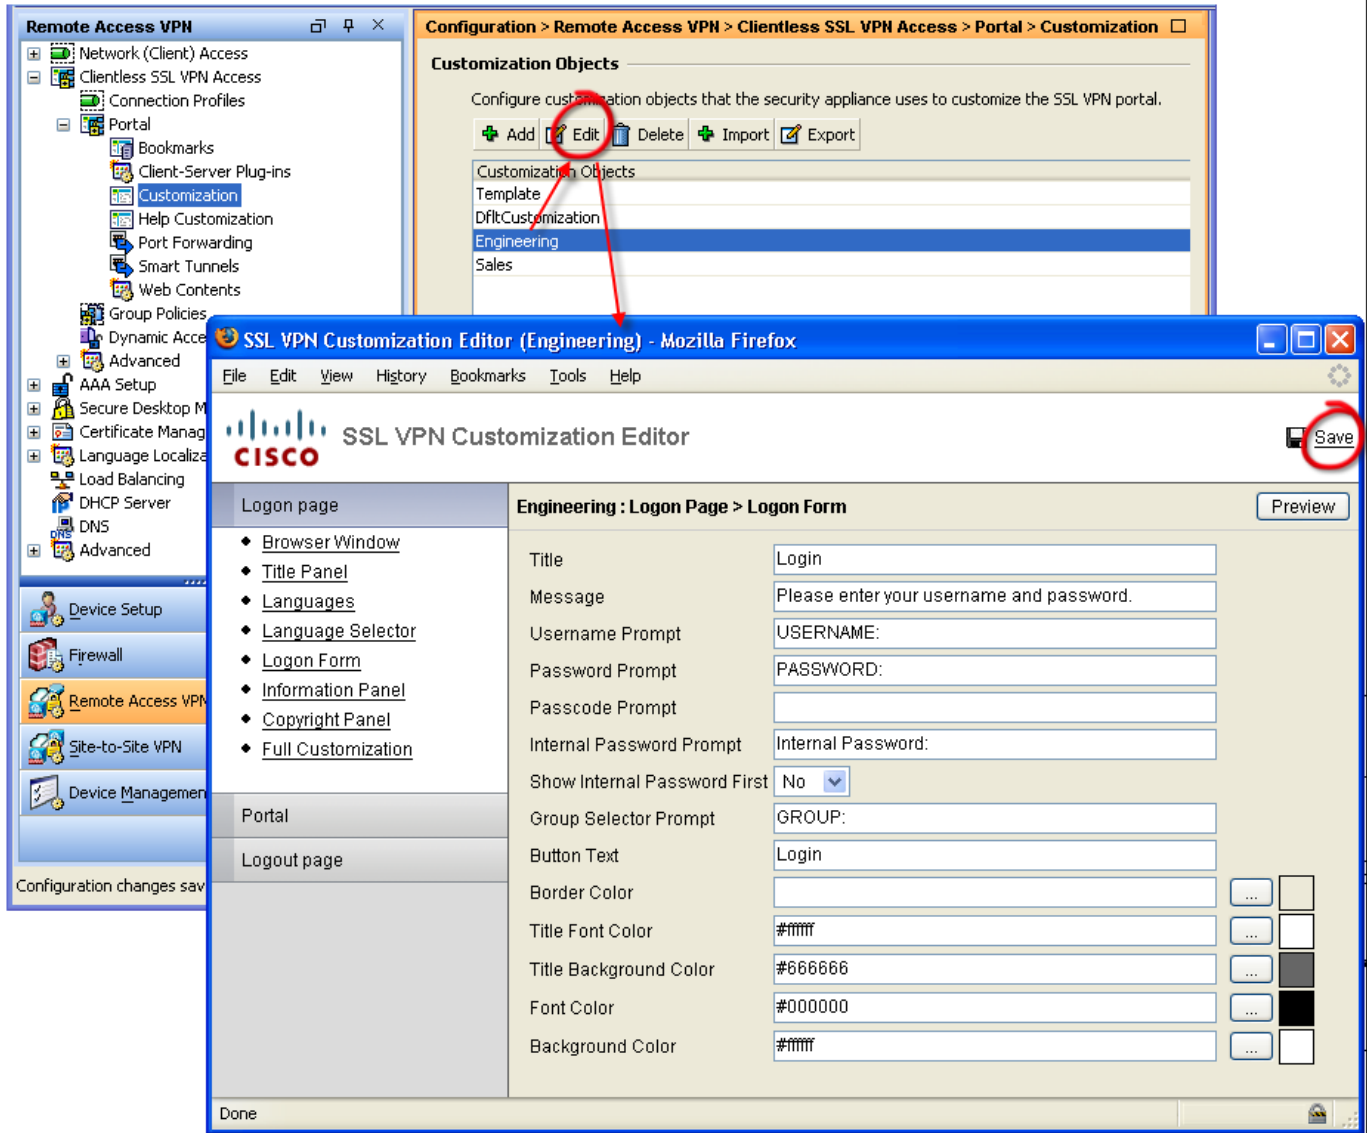 Remote Access VPN
Network (Client) Access
Clientless SSL VPN Access
Connection Profiles
Portal
Bookmarks
Client-Server Plug-ins
Customization
Help Customization
Port Forwarding
Smart Tunnels
Web Contents
Group Policies
Dynamic Acce
Advanced
AAA Setup
Secure Desktop M
Certificate Manag
Language Localiza
Load Balancing
DHCP Server
DNS
Advanced
Device Setup
Firewall
Remote Access VPN
Site-to-Site VPN
Device Managemen
Configuration changes sav
Configuration > Remote Access VPN > Clientless SSL VPN Access > Portal > Customization
Customization Objects
Configure customization objects that the security appliance uses to customize the SSL VPN portal.
Add Edit Delete Import Export
Customization Objects
Template
DfltCustomization
Engineering
Sales
SSL VPN Customization Editor (Engineering) - Mozilla Firefox
File Edit View History Bookmarks Tools Help
CISCO
SSL VPN Customization Editor
Save
Logon page
Browser Window
Title Panel
Languages
Language Selector
Logon Form
Information Panel
Copyright Panel
Full Customization
Portal
Logout page
Engineering : Logon Page > Logon Form
Preview
Title Login
Message Please enter your username and password.
Username Prompt USERNAME:
Password Prompt PASSWORD:
Passcode Prompt
Internal Password Prompt Internal Password:
Show Internal Password First No
Group Selector Prompt GROUP:
Button Text Login
Border Color ...
Title Font Color #ffffff ...
Title Background Color #666666 ...
Font Color #000000 ...
Background Color #ffffff ...
Done